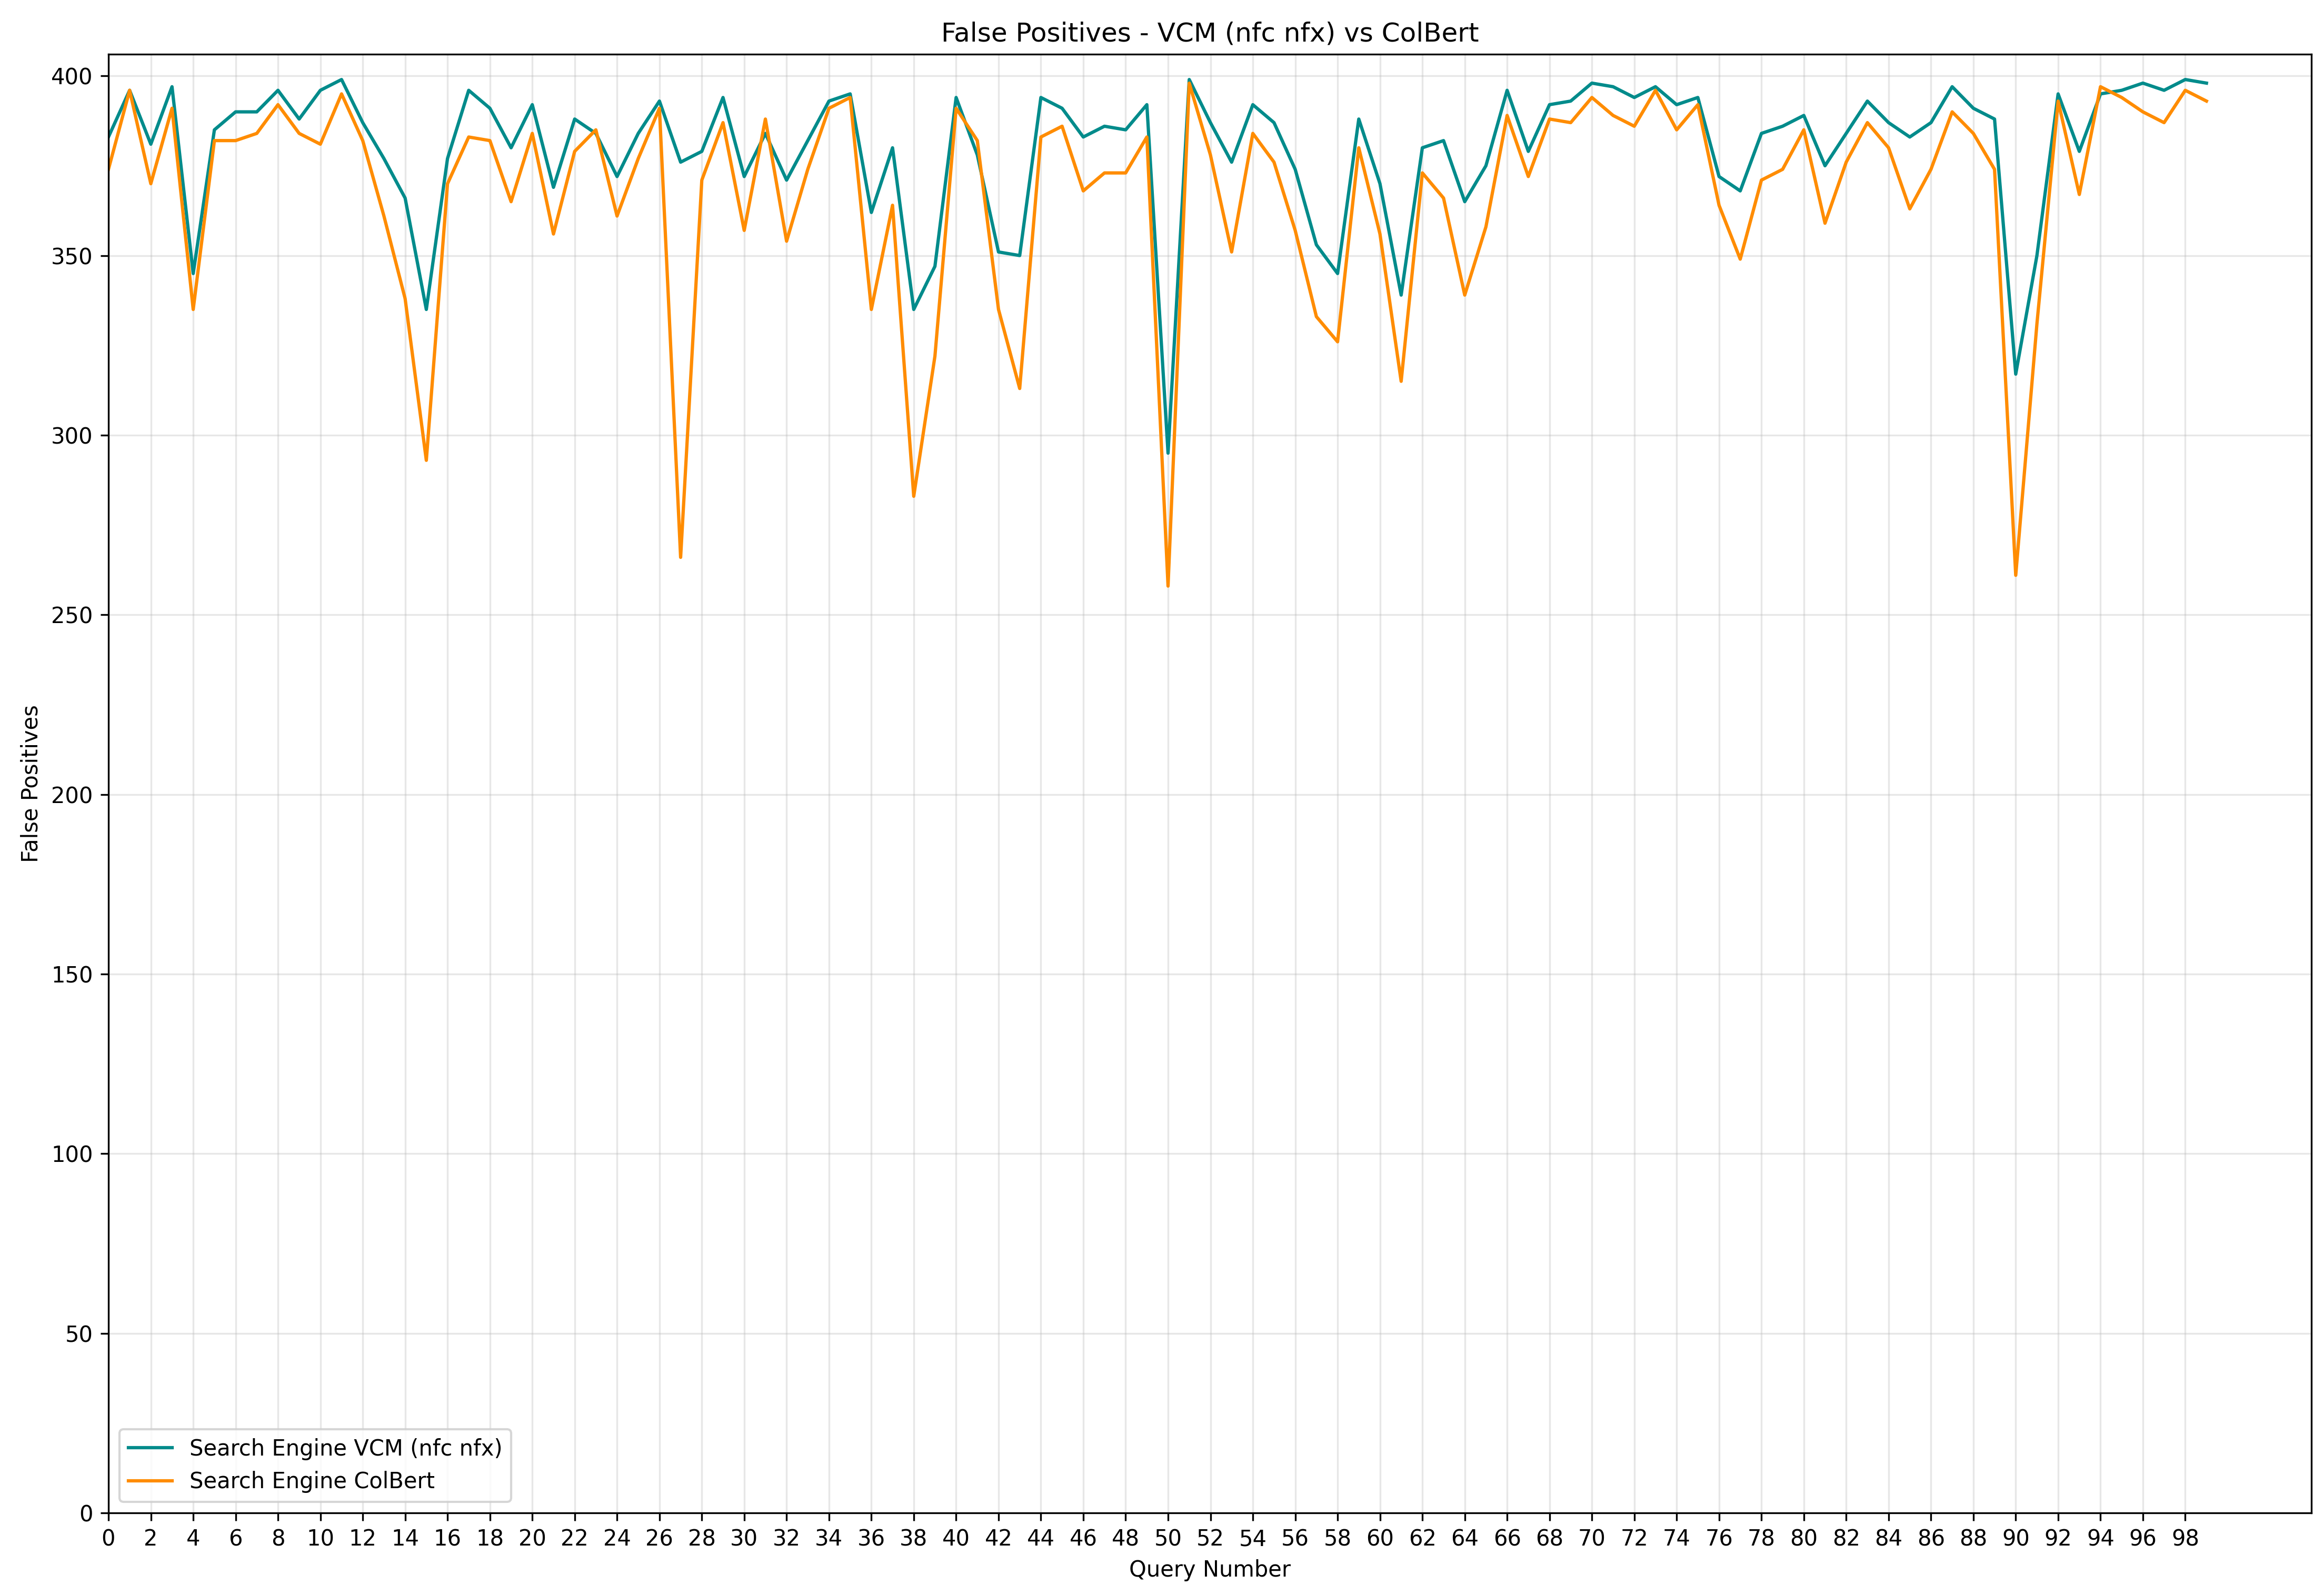 False Positives - VCM (nfc nfx) vs ColBert
400
350
300
250
200
150
100
50
0
False Positives
Search Engine VCM (nfc nfx)
Search Engine ColBert
0 2 4 6 8 10 12 14 16 18 20 22 24 26 28 30 32 34 36 38 40 42 44 46 48 50 52 54 56 58 60 62 64 66 68 70 72 74 76 78 80 82 84 86 88 90 92 94 96 98
Query Number